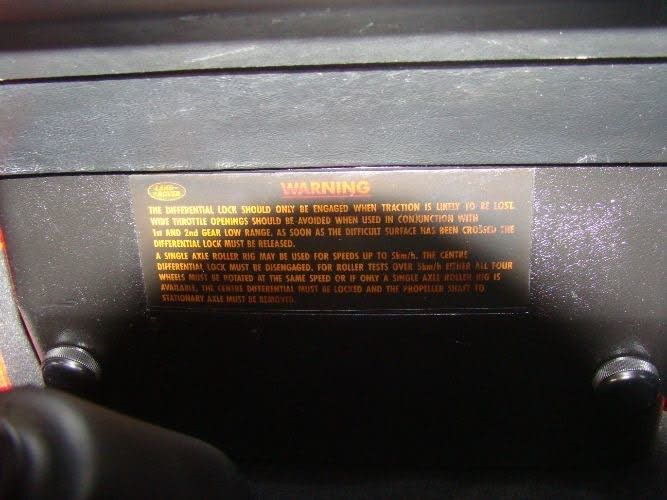 LAND-
ROVER
WARNING
THE DIFFERENTIAL LOCK SHOULD ONLY BE ENGAGED WHEN TRACTION IS LIKELY TO BE LOST.
WIDE THROTTLE OPENINGS SHOULD BE AVOIDED WHEN USED IN CONJUNCTION WITH
1st AND 2nd GEAR LOW RANGE, AS SOON AS THE DIFFICULT SURFACE HAS BEEN CROSSED THE
DIFFERENTIAL LOCK MUST BE RELEASED.
A SINGLE AXLE ROLLER RIG MAY BE USED FOR SPEEDS UP TO 5km/h. THE CENTRE
DIFFERENTIAL LOCK MUST BE DISENGAGED. FOR ROLLER TESTS OVER 5km/h EITHER ALL FOUR
WHEELS MUST BE ROTATED AT THE SAME SPEED OR IF ONLY A SINGLE AXLE ROLLER RIG IS
AVAILABLE, THE CENTRE DIFFERENTIAL MUST BE LOCKED AND THE PROPELLER SHAFT TO
STATIONARY AXLE MUST BE REMOVED.